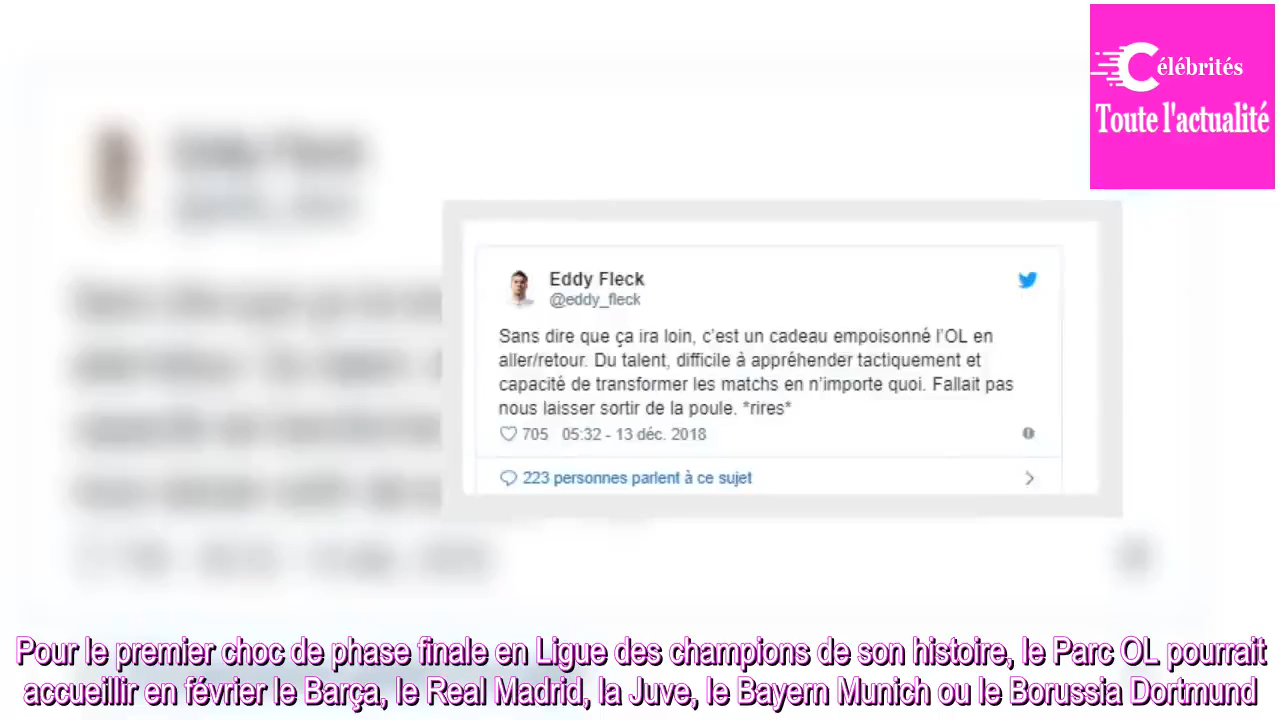 Célébrités
Toute l'actualité
Eddy Fleck
@eddy_fleck
Sans dire que ça ira loin, c'est un cadeau empoisonné l'OL en
aller/retour. Du talent, difficile à appréhender tactiquement et
capacité de transformer les matchs en n'importe quoi. Fallait pas
nous laisser sortir de la poule. *rires*
705 05:32 - 13 déc. 2018
223 personnes parlent à ce sujet
Pour le premier choc de phase finale en Ligue des champions de son histoire, le Parc OL pourrait
accueillir en février le Barça, le Real Madrid, la Juve, le Bayern Munich ou le Borussia Dortmund